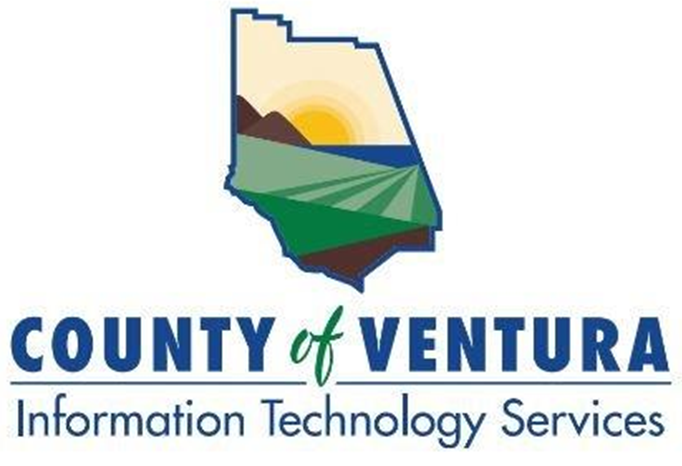 COUNTY of VENTURA
Information Technology Services